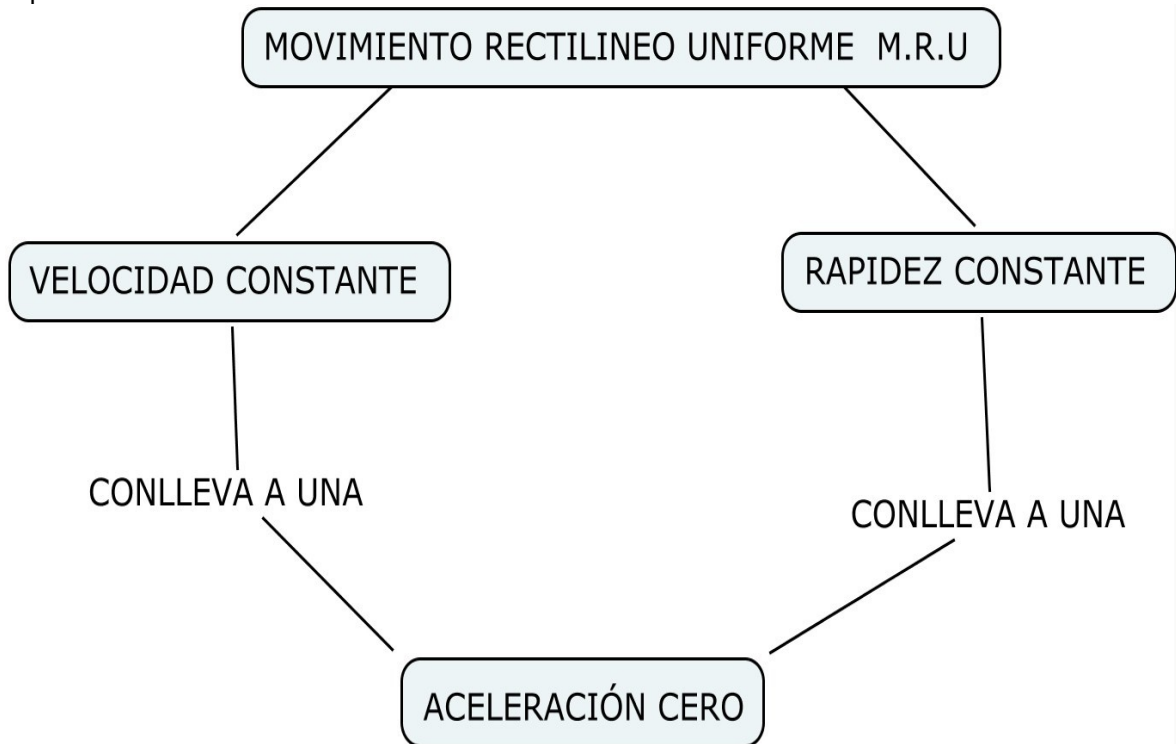 MOVIMIENTO RECTILINEO UNIFORME M.R.U
VELOCIDAD CONSTANTE
RAPIDEZ CONSTANTE
CONLLEVA A UNA
CONLLEVA A UNA
ACELERACIÓN CERO